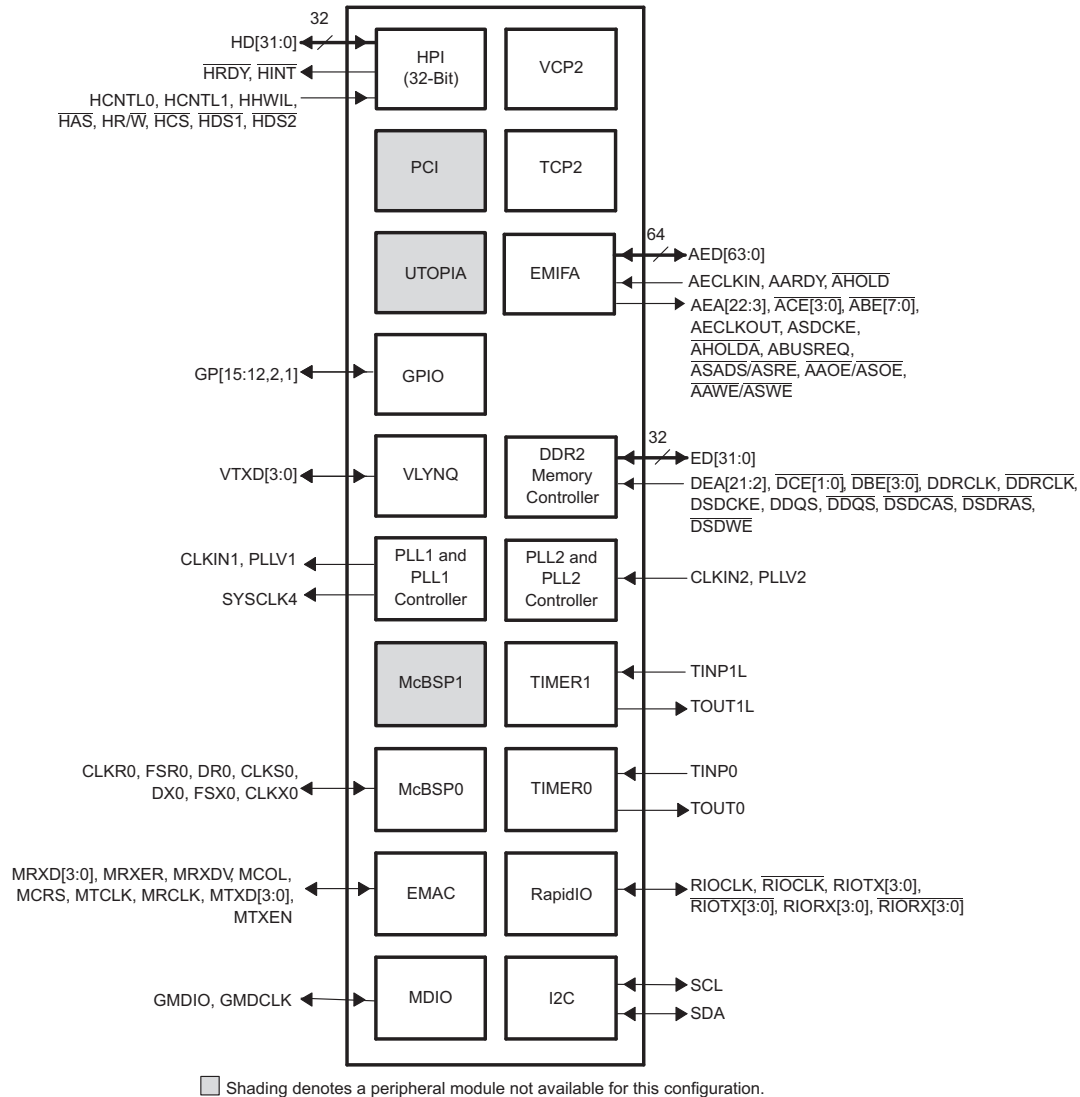 32
HD[31:0]
HRDY, HINT
HCNTL0, HCNTL1, HHWIL,
HAS, HR/W, HCS, HDS1, HDS2
HPI
(32-Bit)
VCP2
PCI
TCP2
UTOPIA
EMIFA
64
AED[63:0]
AECLKIN, AARDY, AHOLD
AEA[22:3], ACE[3:0], ABE[7:0],
AECLKOUT, ASDCKE,
AHOLDA, ABUSREQ,
ASADS/ASRE, AAOE/ASOE,
AAWE/ASWE
GP[15:12,2,1]
GPIO
VTXD[3:0]
VLYNQ
DDR2
Memory
Controller
32
ED[31:0]
DEA[21:2], DCE[1:0], DBE[3:0], DDRCLK, DDRCLK,
DSDCKE, DDQS, DDQS, DSDCAS, DSDRAS,
DSDWE
CLKIN1, PLLV1
SYSCLK4
PLL1 and
PLL1
Controller
PLL2 and
PLL2
Controller
CLKIN2, PLLV2
McBSP1
TIMER1
TINP1L
TOUT1L
CLKR0, FSR0, DR0, CLKS0,
DX0, FSX0, CLKX0
McBSP0
TIMER0
TINP0
TOUT0
MRXD[3:0], MRXER, MRXDV, MCOL,
MCRS, MTCLK, MRCLK, MTXD[3:0],
MTXEN
EMAC
RapidIO
RIOCLK, RIOCLK, RIOTX[3:0],
RIOTX[3:0], RIORX[3:0], RIORX[3:0]
GMDIO, GMDCLK
MDIO
I2C
SCL
SDA
Shading denotes a peripheral module not available for this configuration.